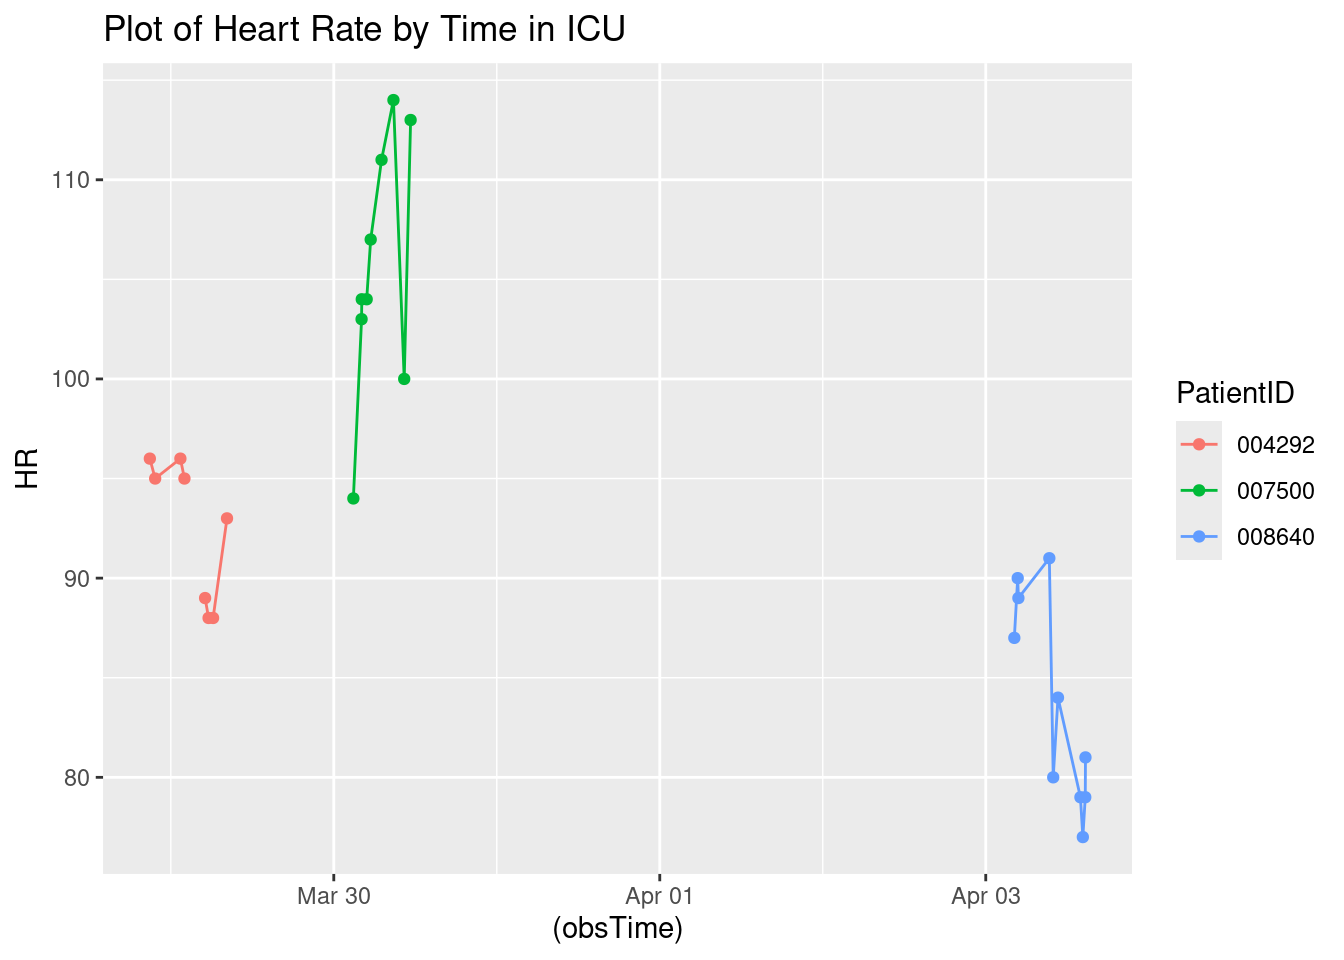 Plot of Heart Rate by Time in ICU
110
100
90
80
HR
Mar 30
Apr 01
Apr 03
(obsTime)
PatientID
004292
007500
008640